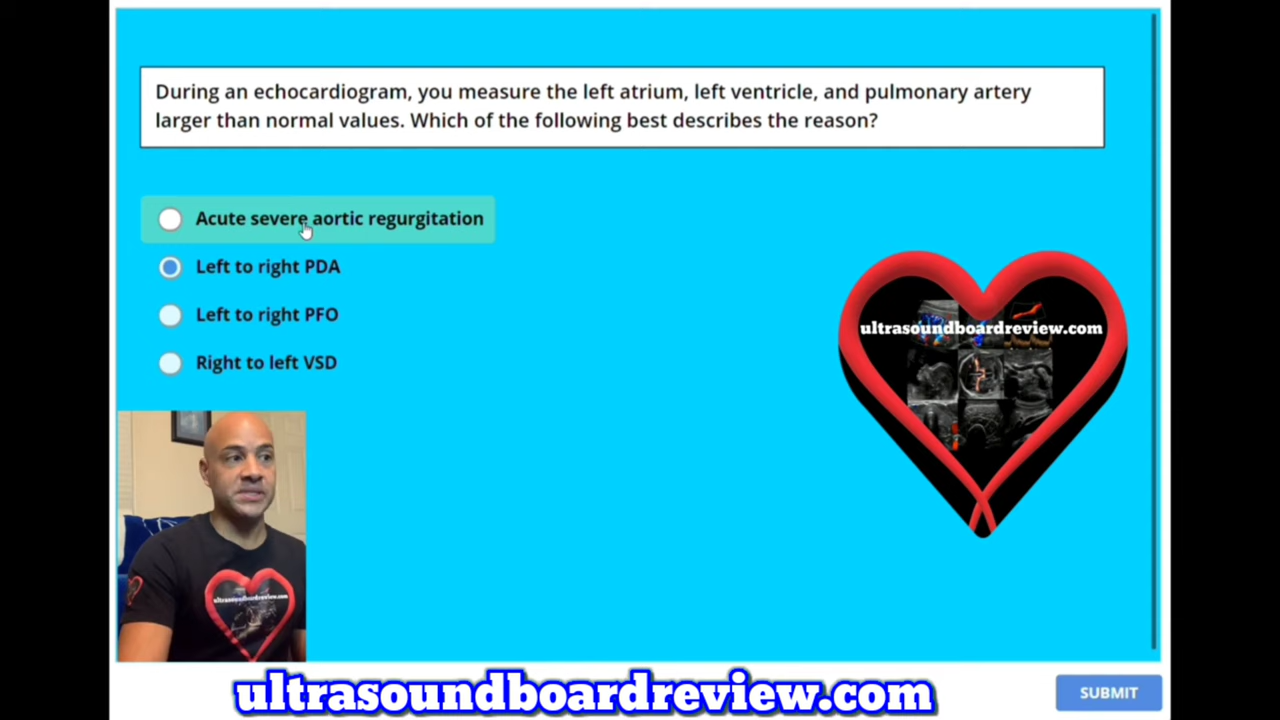 During an echocardiogram, you measure the left atrium, left ventricle, and pulmonary artery
larger than normal values. Which of the following best describes the reason?
Acute severe aortic regurgitation
Left to right PDA
Left to right PFO
Right to left VSD
ultrasoundboardreview.com
ultrasoundboardreview.com
ultrasoundboardreview.com
SUBMIT